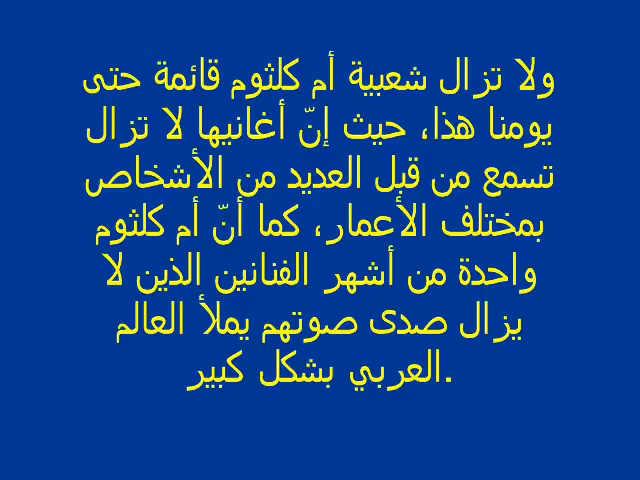 ولا تزال شعبية أم كلثوم قائمة حتى
يومنا هذا، حيث إنّ أغانيها لا تزال
تسمع من قبل العديد من الأشخاص
بمختلف الأعمار، كما أنّ أم كلثوم
واحدة من أشهر الفنانين الذين لا
يزال صدى صوتهم يملأ العالم
العربي بشكل كبير.